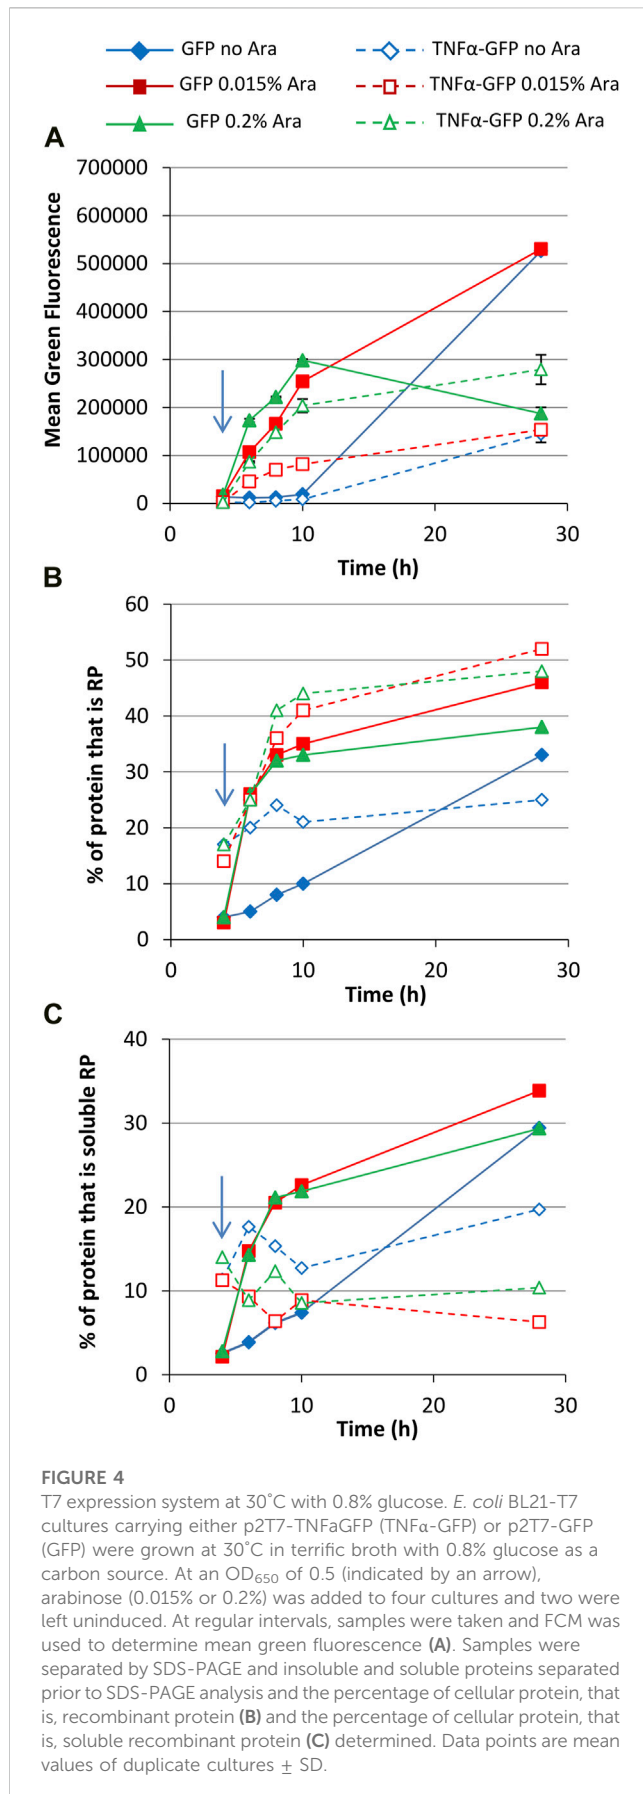 GFP no Ara
TNFα-GFP no Ara
GFP 0.015% Ara
TNFα-GFP 0.015% Ara
GFP 0.2% Ara
TNFα-GFP 0.2% Ara
A
700000
600000
500000
400000
300000
200000
100000
0
Mean Green Fluorescence
0
10
20
30
Time (h)
B
60
50
40
30
20
10
0
% of protein that is RP
0
10
20
30
Time (h)
C
40
30
20
10
0
% of protein that is soluble RP
0
10
20
30
Time (h)
FIGURE 4
T7 expression system at 30°C with 0.8% glucose. E. coli BL21-T7
cultures carrying either p2T7-TNFaGFP (TNFα-GFP) or p2T7-GFP
(GFP) were grown at 30°C in terrific broth with 0.8% glucose as a
carbon source. At an OD650 of 0.5 (indicated by an arrow),
arabinose (0.015% or 0.2%) was added to four cultures and two were
left uninduced. At regular intervals, samples were taken and FCM was
used to determine mean green fluorescence (A). Samples were
separated by SDS-PAGE and insoluble and soluble proteins separated
prior to SDS-PAGE analysis and the percentage of cellular protein, that
is, recombinant protein (B) and the percentage of cellular protein, that
is, soluble recombinant protein (C) determined. Data points are mean
values of duplicate cultures ± SD.